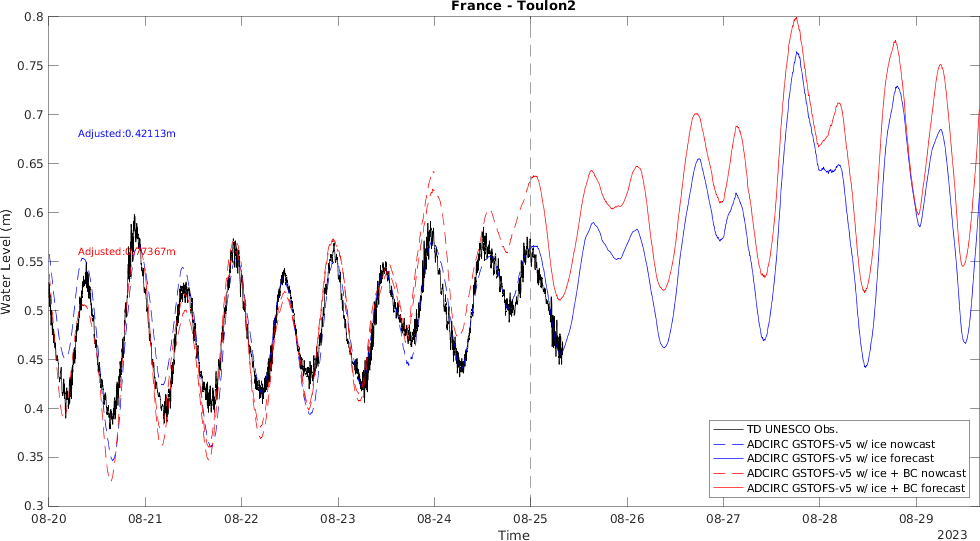 France - Toulon2
0.8
0.75
0.7
0.65
0.6
0.55
0.5
0.45
0.4
0.35
0.3
Water Level (m)
Adjusted:0.42113m
TD UNESCO Obs.
ADCIRC GSTOFS-v5 w/ ice nowcast
ADCIRC GSTOFS-v5 w/ ice forecast
ADCIRC GSTOFS-v5 w/ ice + BC nowcast
ADCIRC GSTOFS-v5 w/ ice + BC forecast
08-20 08-21 08-22 08-23 08-24 08-25 08-26 08-27 08-28 08-29
Time
2023